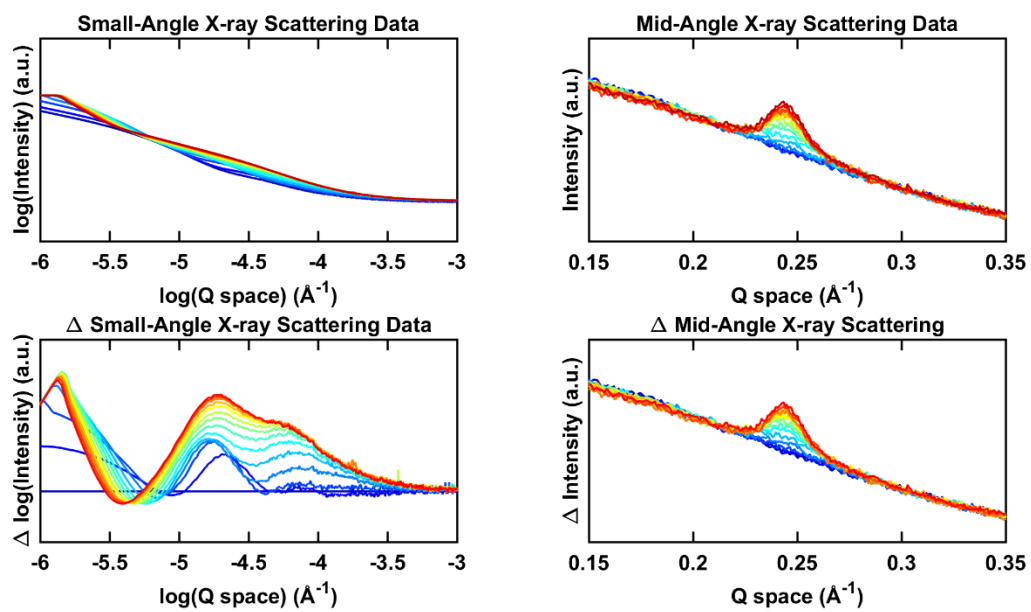 Small-Angle X-ray Scattering Data
log(Intensity) (a.u.)
-6 -5.5 -5 -4.5 -4 -3.5 -3
log(Q space) (Å⁻¹)
Mid-Angle X-ray Scattering Data
Intensity (a.u.)
0.15 0.2 0.25 0.3 0.35
Q space (Å⁻¹)
Δ Small-Angle X-ray Scattering Data
Δ log(Intensity) (a.u.)
-6 -5.5 -5 -4.5 -4 -3.5 -3
log(Q space) (Å⁻¹)
Δ Mid-Angle X-ray Scattering
Δ Intensity (a.u.)
0.15 0.2 0.25 0.3 0.35
Q space (Å⁻¹)